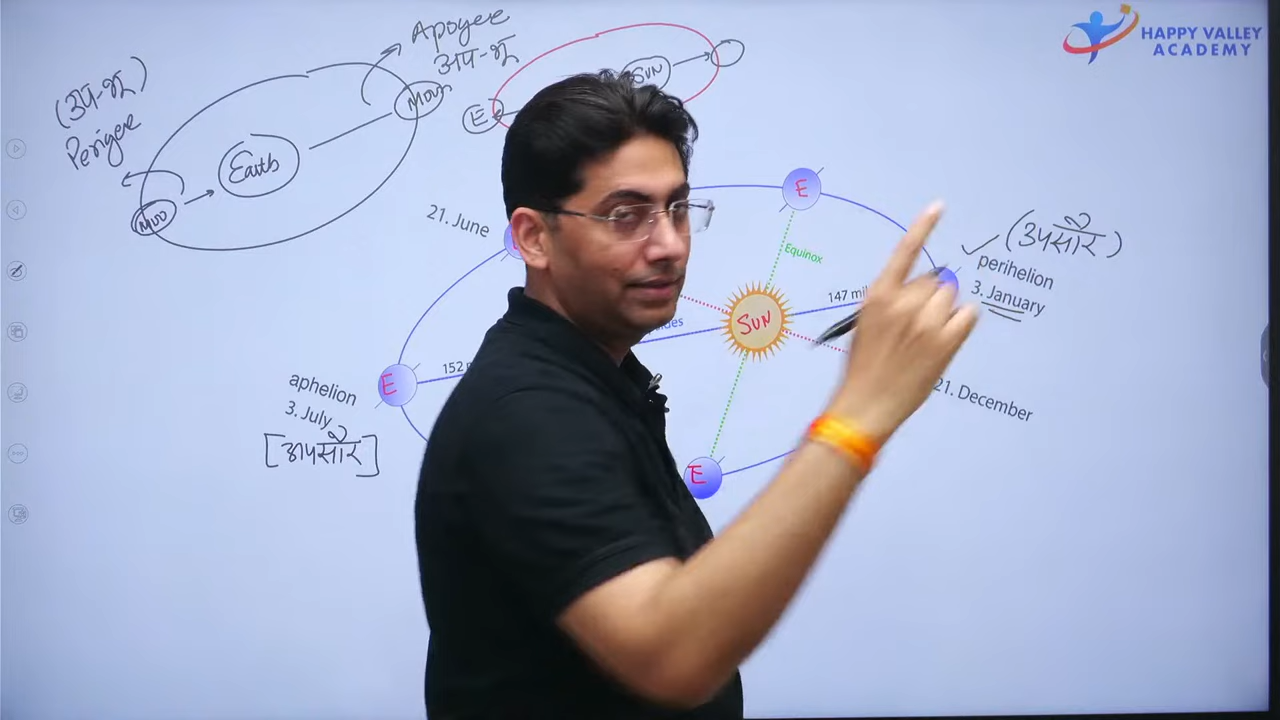 HAPPY VALLEY
ACADEMY
Apogee
अप-भू
(उप-भू)
Perigee
Moon
Earth
Moon
E
SUN
21. June
E
Equinox
(उपसौर)
perihelion
3. January
147
SUN
152
E
aphelion
3. July
[अपसौर]
21. December
E